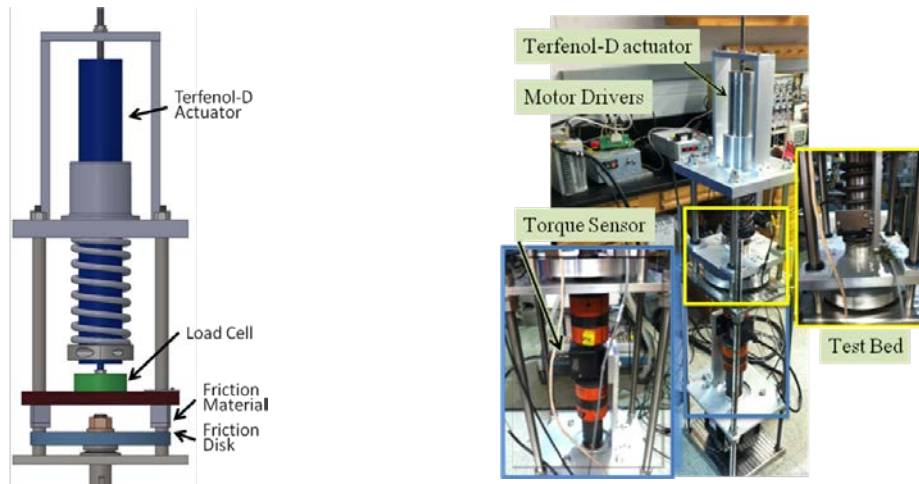 Terfenol-D
Actuator
Load Cell
Friction
Material
Friction
Disk
Terfenol-D actuator
Motor Drivers
Torque Sensor
Test Bed